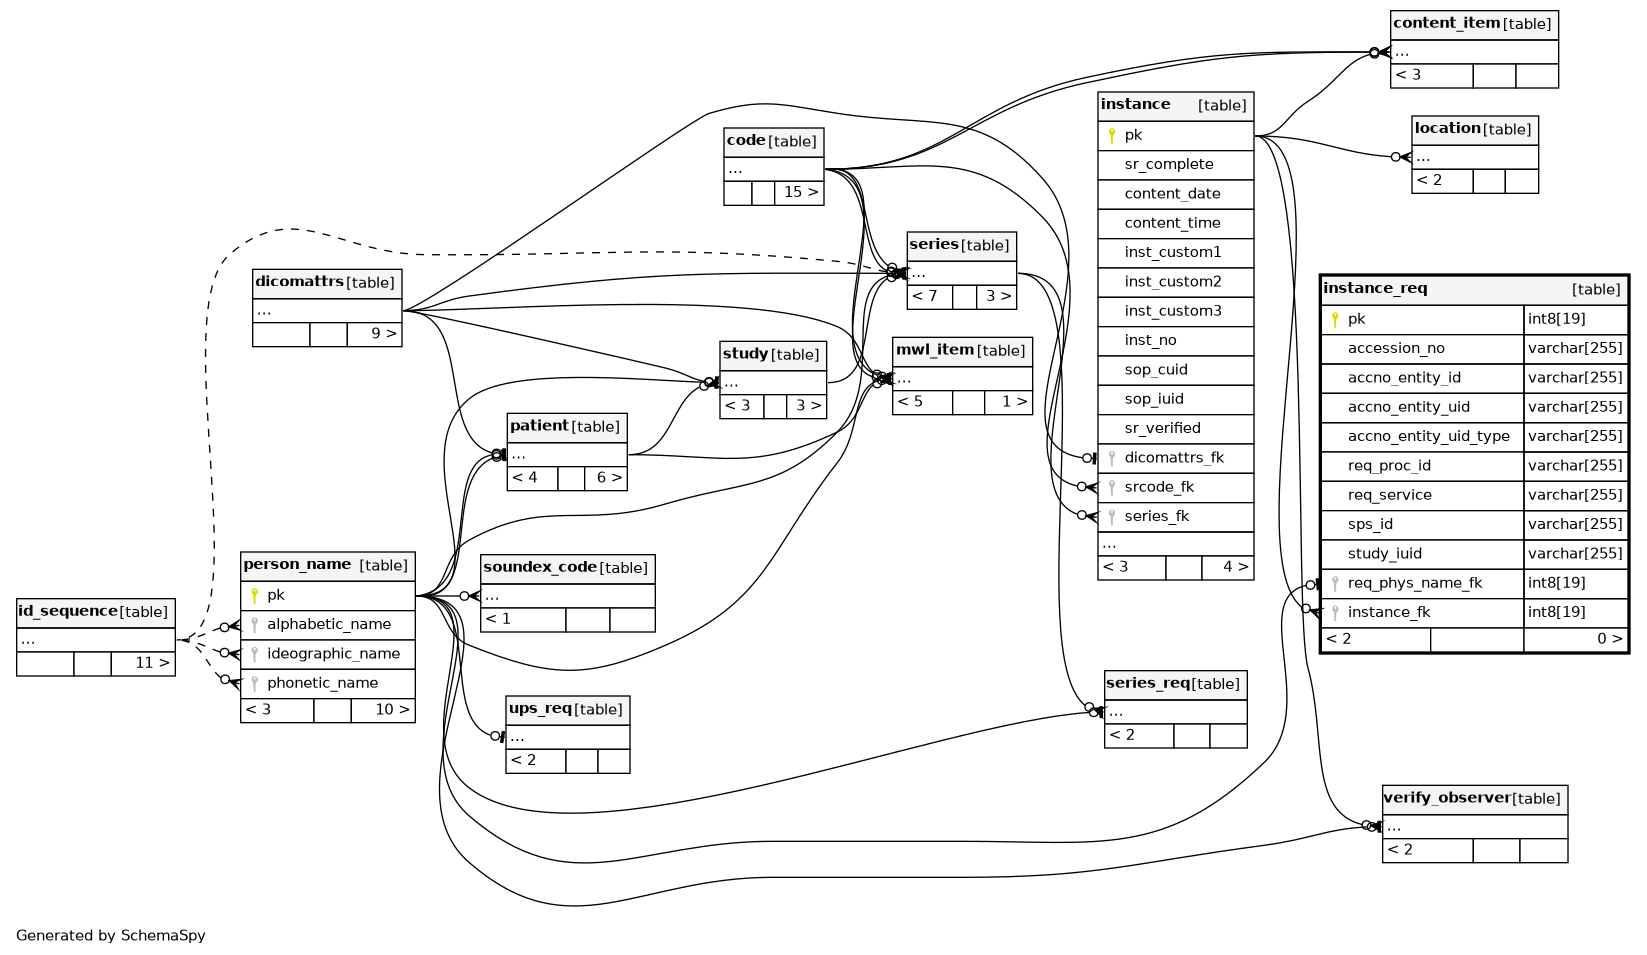 content_item [table]
...
< 3
instance [table]
pk
sr_complete
content_date
content_time
inst_custom1
inst_custom2
inst_custom3
inst_no
sop_cuid
sop_iuid
sr_verified
dicomattrs_fk
srcode_fk
series_fk
...
< 3 4 >
location [table]
...
< 2
code [table]
...
15 >
series [table]
...
< 7 3 >
dicomattrs [table]
...
9 >
instance_req [table]
pk int8[19]
accession_no varchar[255]
accno_entity_id varchar[255]
accno_entity_uid varchar[255]
accno_entity_uid_type varchar[255]
req_proc_id varchar[255]
req_service varchar[255]
sps_id varchar[255]
study_iuid varchar[255]
req_phys_name_fk int8[19]
instance_fk int8[19]
< 2 0 >
study [table]
...
< 3 3 >
mwl_item [table]
...
< 5 1 >
patient [table]
...
< 4 6 >
person_name [table]
pk
alphabetic_name
ideographic_name
phonetic_name
< 3 10 >
soundex_code [table]
...
< 1
id_sequence [table]
...
11 >
ups_req [table]
...
< 2
series_req [table]
...
< 2
verify_observer [table]
...
< 2
Generated by SchemaSpy